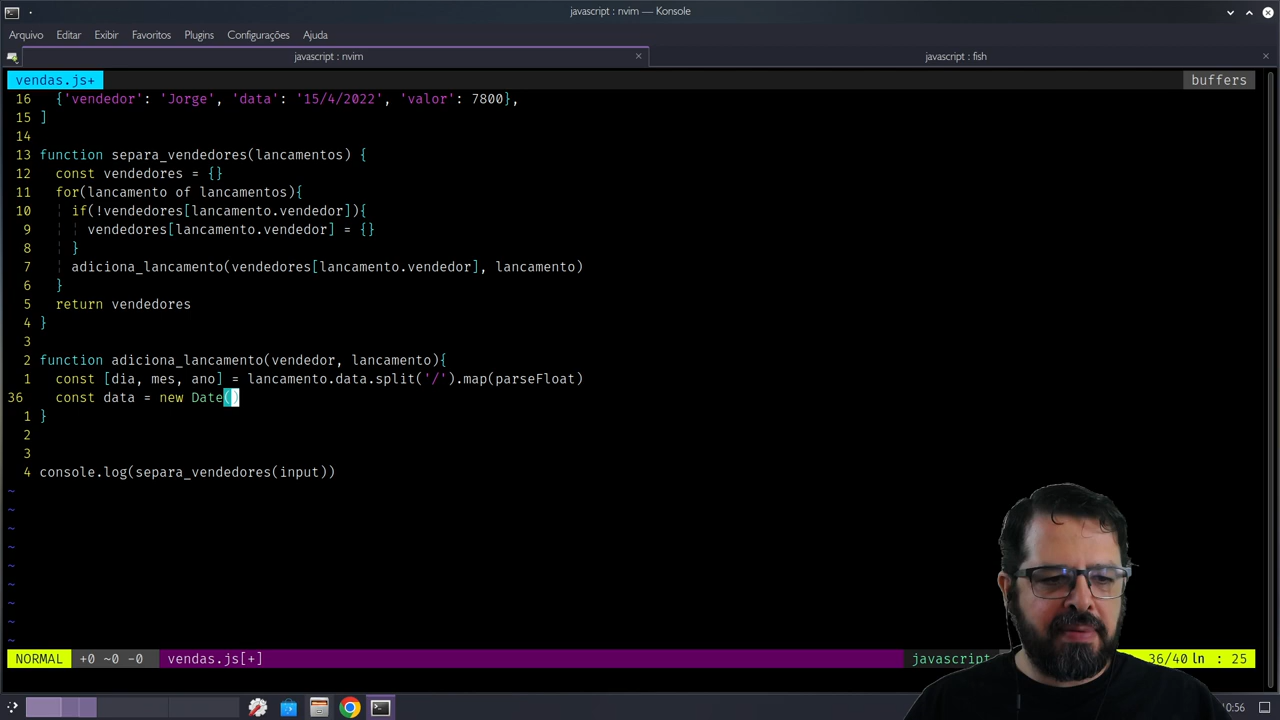 javascript : nvim — Konsole
Arquivo Editar Exibir Favoritos Plugins Configurações Ajuda
javascript : nvim
javascript : fish
vendas.js+
buffers
16 {'vendedor': 'Jorge', 'data': '15/4/2022', 'valor': 7800},
15 ]
14
13 function separa_vendedores(lancamentos) {
12 const vendedores = {}
11 for(lancamento of lancamentos){
10 if(!vendedores[lancamento.vendedor]){
9 vendedores[lancamento.vendedor] = {}
8 }
7 adiciona_lancamento(vendedores[lancamento.vendedor], lancamento)
6 }
5 return vendedores
4 }
3
2 function adiciona_lancamento(vendedor, lancamento){
1 const [dia, mes, ano] = lancamento.data.split('/').map(parseFloat)
36 const data = new Date()
1 }
2
3
4 console.log(separa_vendedores(input))
~
~
~
~
~
~
~
~
~
NORMAL +0 ~0 -0 vendas.js[+] javascript 36/40 ln : 25
0:56